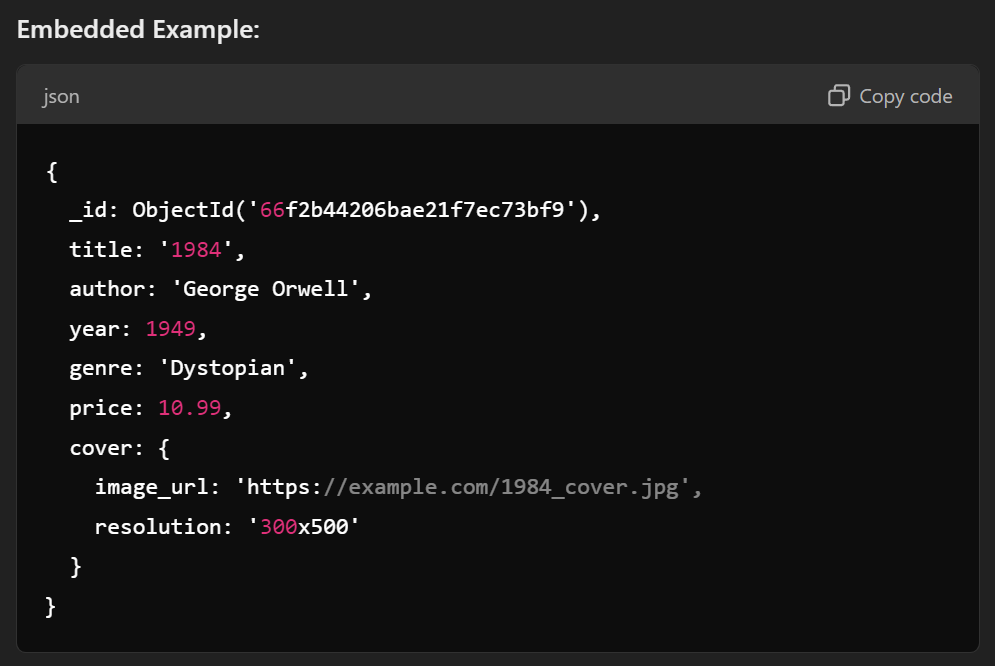 Embedded Example:
json
Copy code
{
_id: ObjectId('66f2b44206bae21f7ec73bf9'),
title: '1984',
author: 'George Orwell',
year: 1949,
genre: 'Dystopian',
price: 10.99,
cover: {
image_url: 'https://example.com/1984_cover.jpg',
resolution: '300x500'
}
}